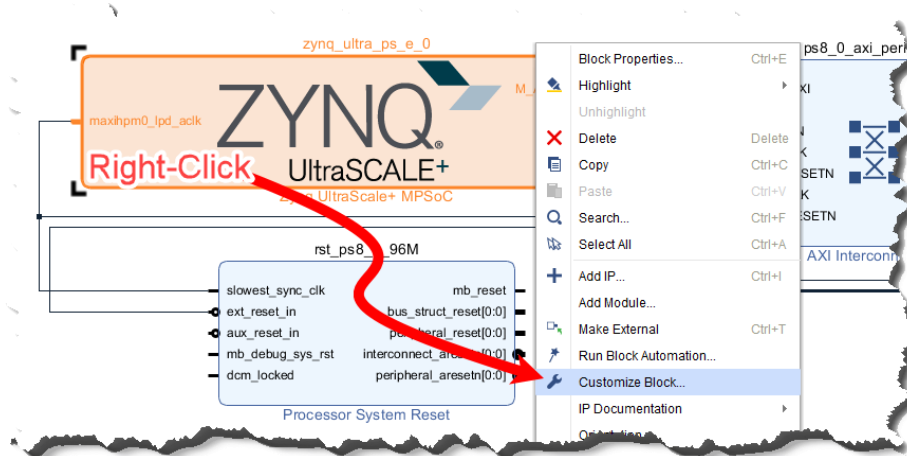 zynq_ultra_ps_e_0
maxihpm0_lpd_aclk
ZYNQ
UltraSCALE+
Zynq UltraScale+ MPSoC
Right-Click
rst_ps8_ _96M
slowest_sync_clk
ext_reset_in
aux_reset_in
mb_debug_sys_rst
dcm_locked
mb_reset
bus_struct_reset[0:0]
peripheral_reset[0:0]
interconnect_aresetn[0:0]
peripheral_aresetn[0:0]
Processor System Reset
Block Properties... Ctrl+E
Highlight
Unhighlight
Delete Delete
Copy Ctrl+C
Paste Ctrl+V
Search... Ctrl+F
Select All Ctrl+A
Add IP... Ctrl+I
Add Module...
Make External Ctrl+T
Run Block Automation...
Customize Block...
IP Documentation
ps8_0_axi_peri
XI
N
K
SETN
K
SETN
AXI Interconn